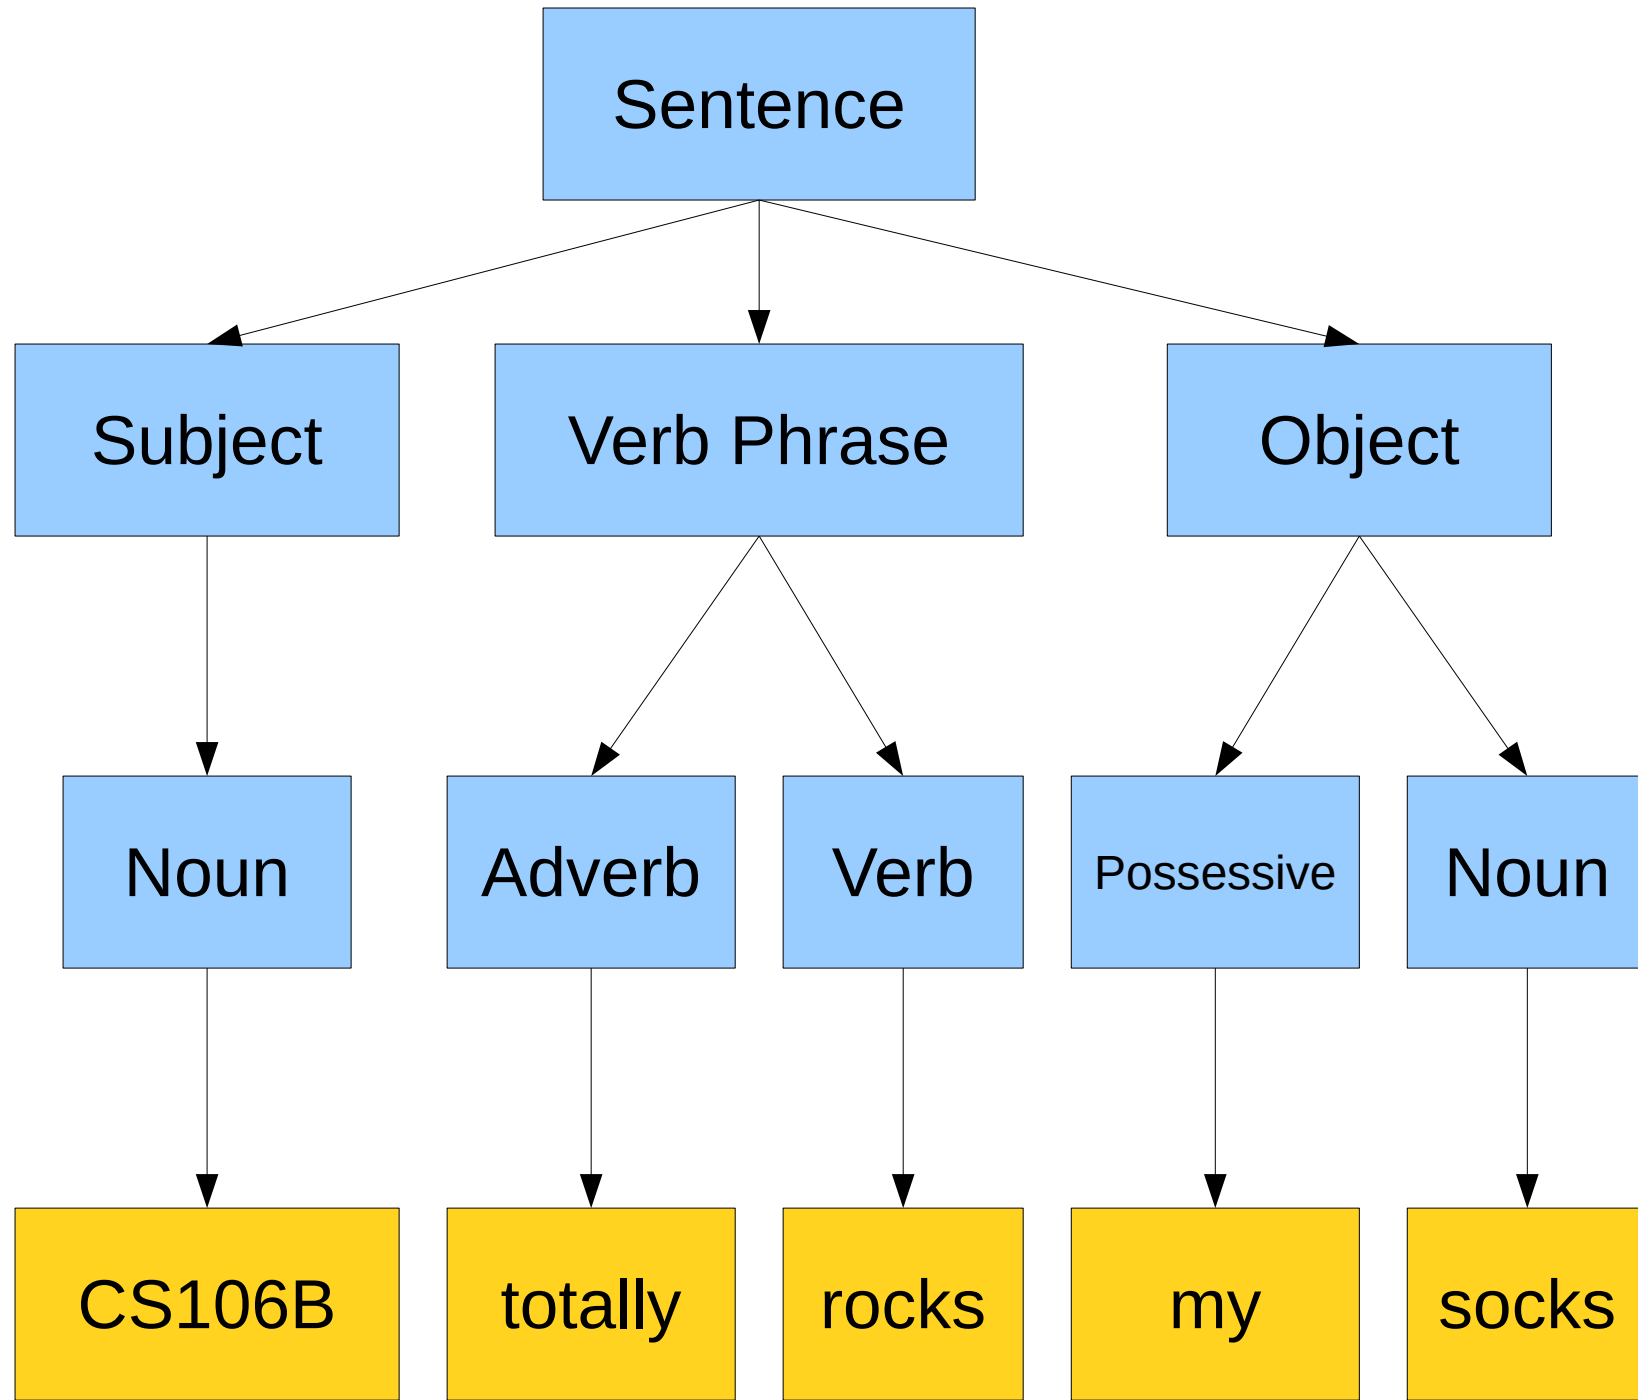 Sentence
Subject
Verb Phrase
Object
Noun
Adverb
Verb
Possessive
Noun
CS106B
totally
rocks
my
socks